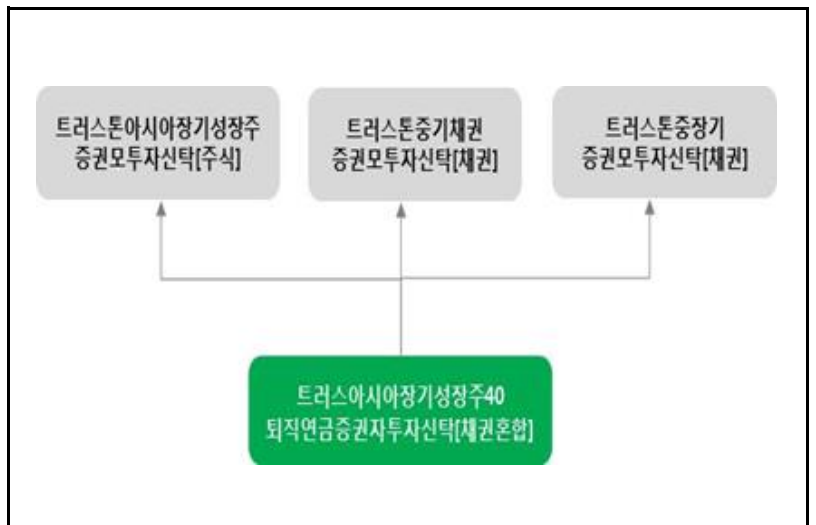 트러스톤아시아장기성장주
증권모투자신탁[주식]
트러스톤중기채권
증권모투자신탁[채권]
트러스톤중장기
증권모투자신탁[채권]
트러스아시아장기성장주40
퇴직연금증권자투자신탁[채권혼합]